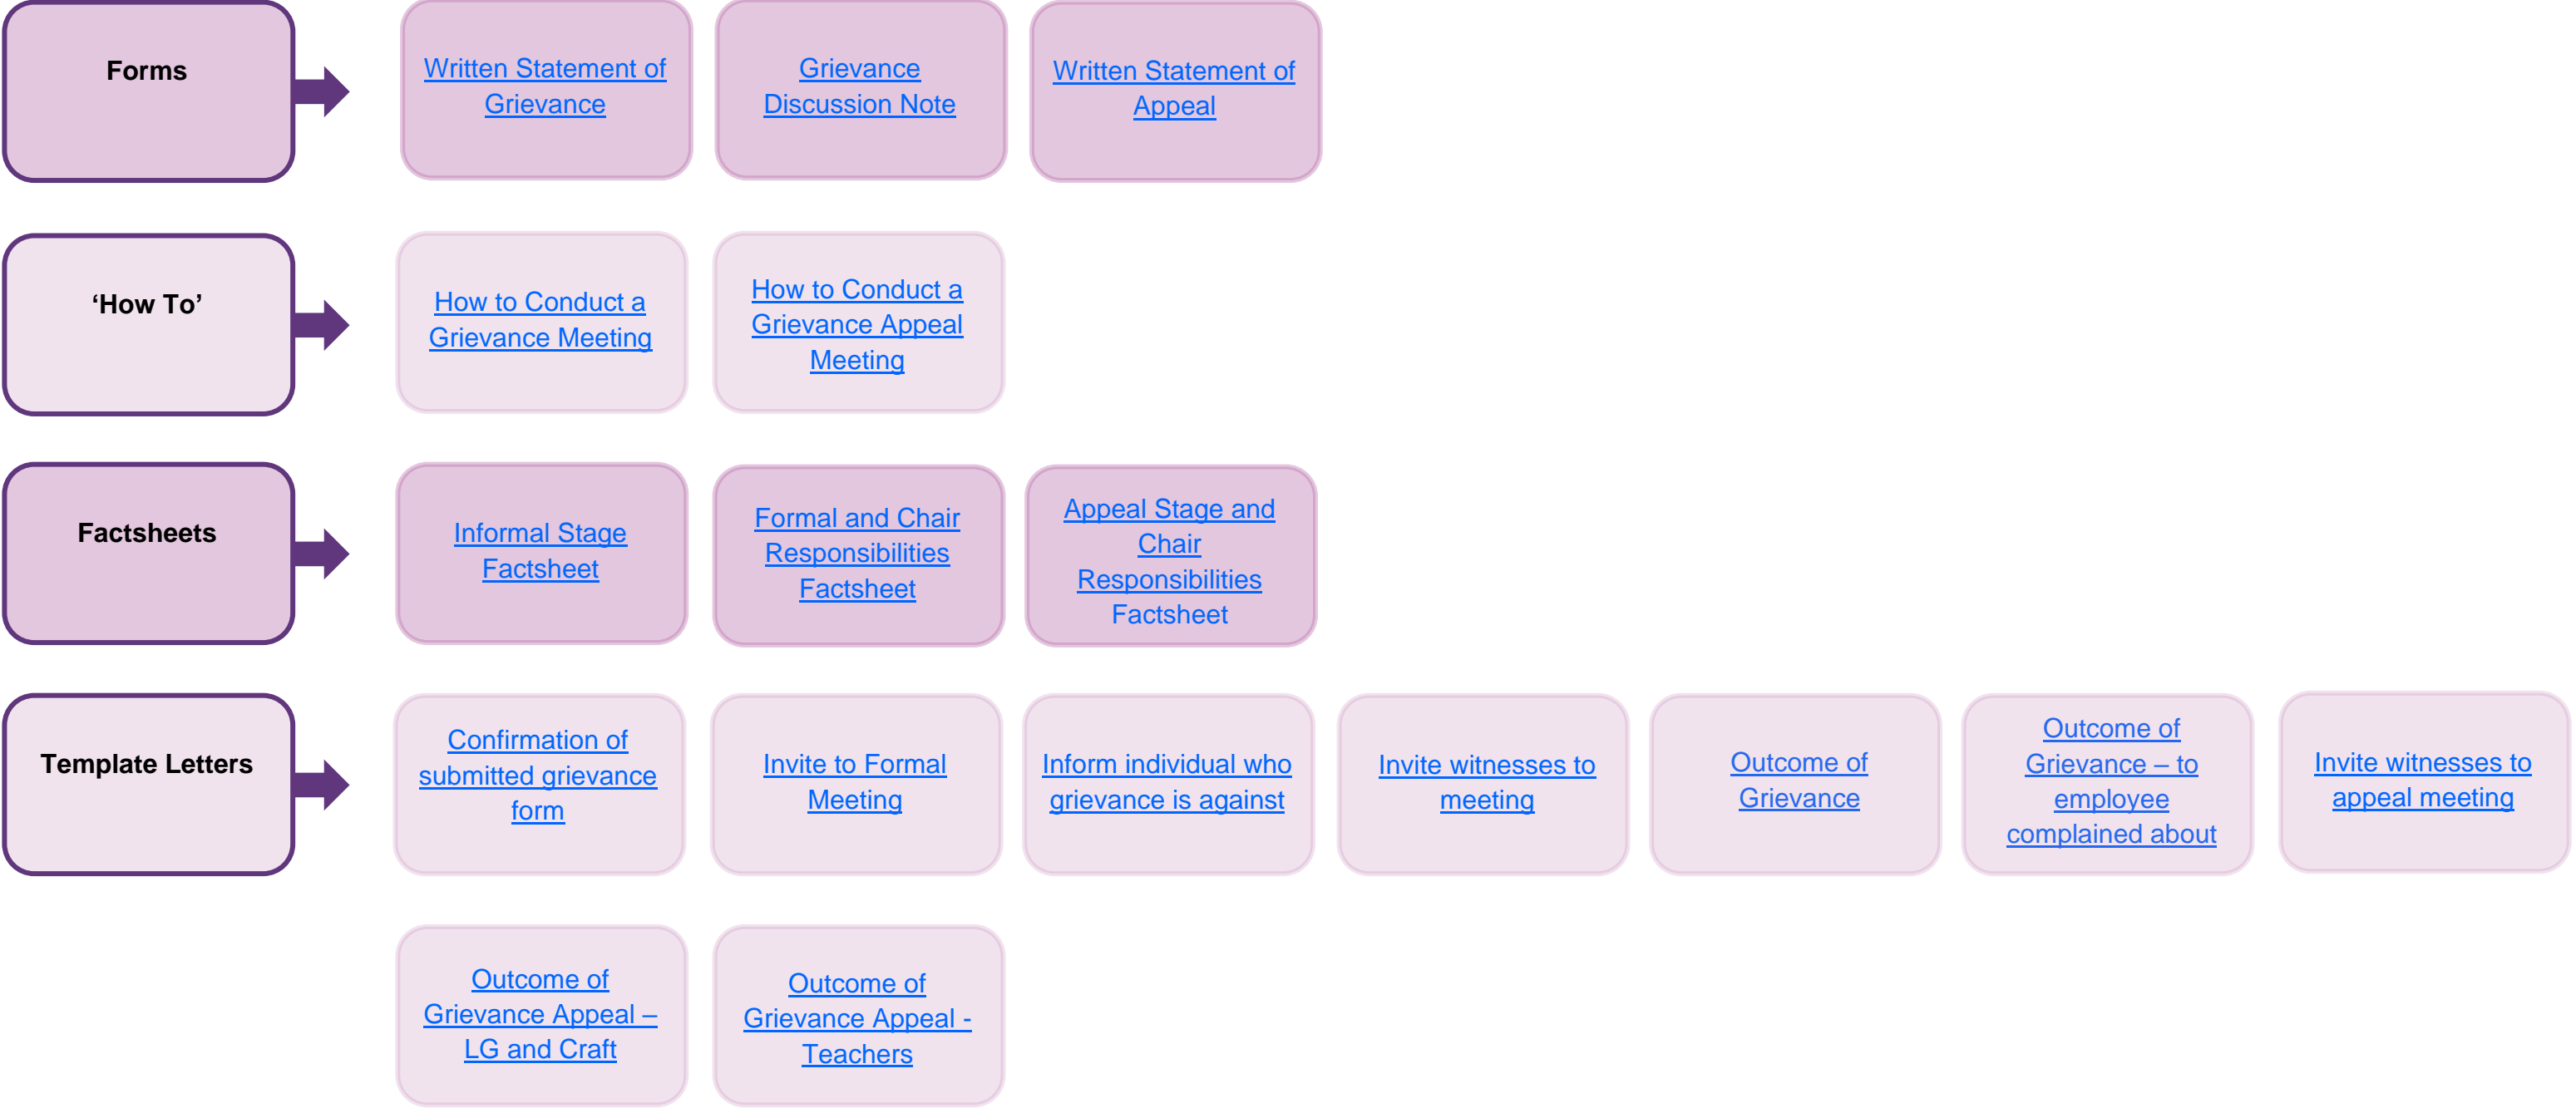 Forms
Written Statement of
Grievance
Grievance
Discussion Note
Written Statement of
Appeal
‘How To’
How to Conduct a
Grievance Meeting
How to Conduct a
Grievance Appeal
Meeting
Factsheets
Informal Stage
Factsheet
Formal and Chair
Responsibilities
Factsheet
Appeal Stage and
Chair
Responsibilities
Factsheet
Template Letters
Confirmation of
submitted grievance
form
Invite to Formal
Meeting
Inform individual who
grievance is against
Invite witnesses to
meeting
Outcome of
Grievance
Outcome of
Grievance – to
employee
complained about
Invite witnesses to
appeal meeting
Outcome of
Grievance Appeal –
LG and Craft
Outcome of
Grievance Appeal -
Teachers